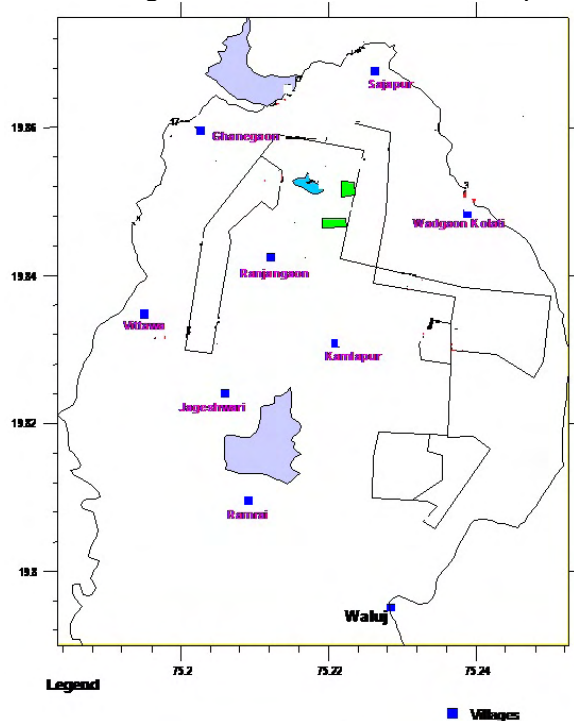 Sajapur
19.86
Ghanegaon
Wadgaon Kolati
19.84
Ranjangaon
Vittawa
Kamlapur
Jogeshwari
19.82
Ramrai
19.8
Waluj
75.2
75.22
75.24
Legend
Villages